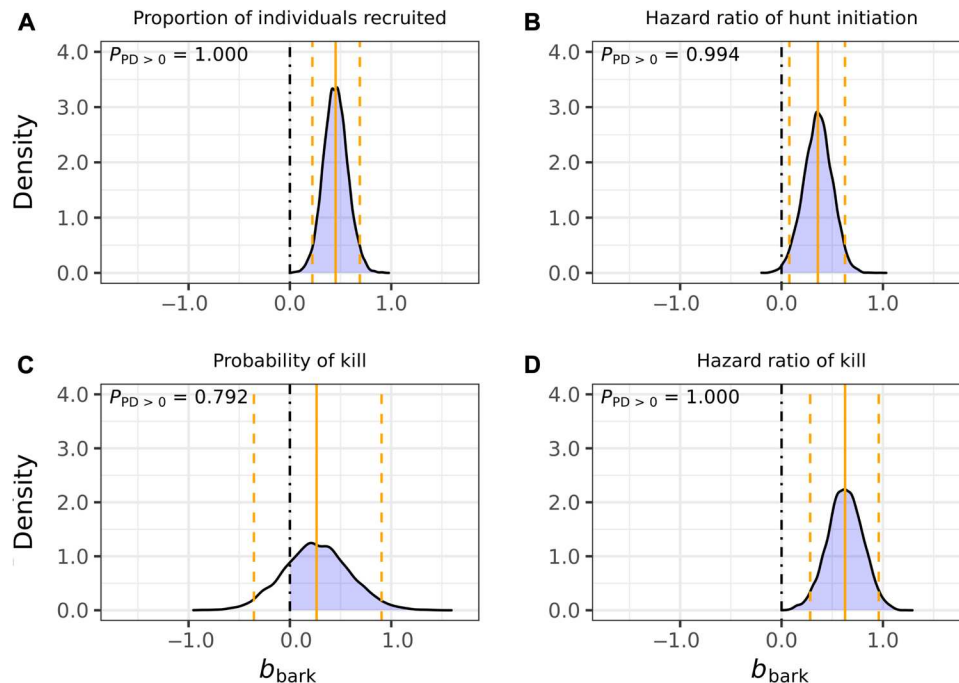 A Proportion of individuals recruited
P_PD > 0 = 1.000
Density
4.0
3.0
2.0
1.0
0.0
−1.0 0.0 1.0
B Hazard ratio of hunt initiation
P_PD > 0 = 0.994
4.0
3.0
2.0
1.0
0.0
−1.0 0.0 1.0
C Probability of kill
P_PD > 0 = 0.792
Density
4.0
3.0
2.0
1.0
0.0
−1.0 0.0 1.0
b_bark
D Hazard ratio of kill
P_PD > 0 = 1.000
4.0
3.0
2.0
1.0
0.0
−1.0 0.0 1.0
b_bark